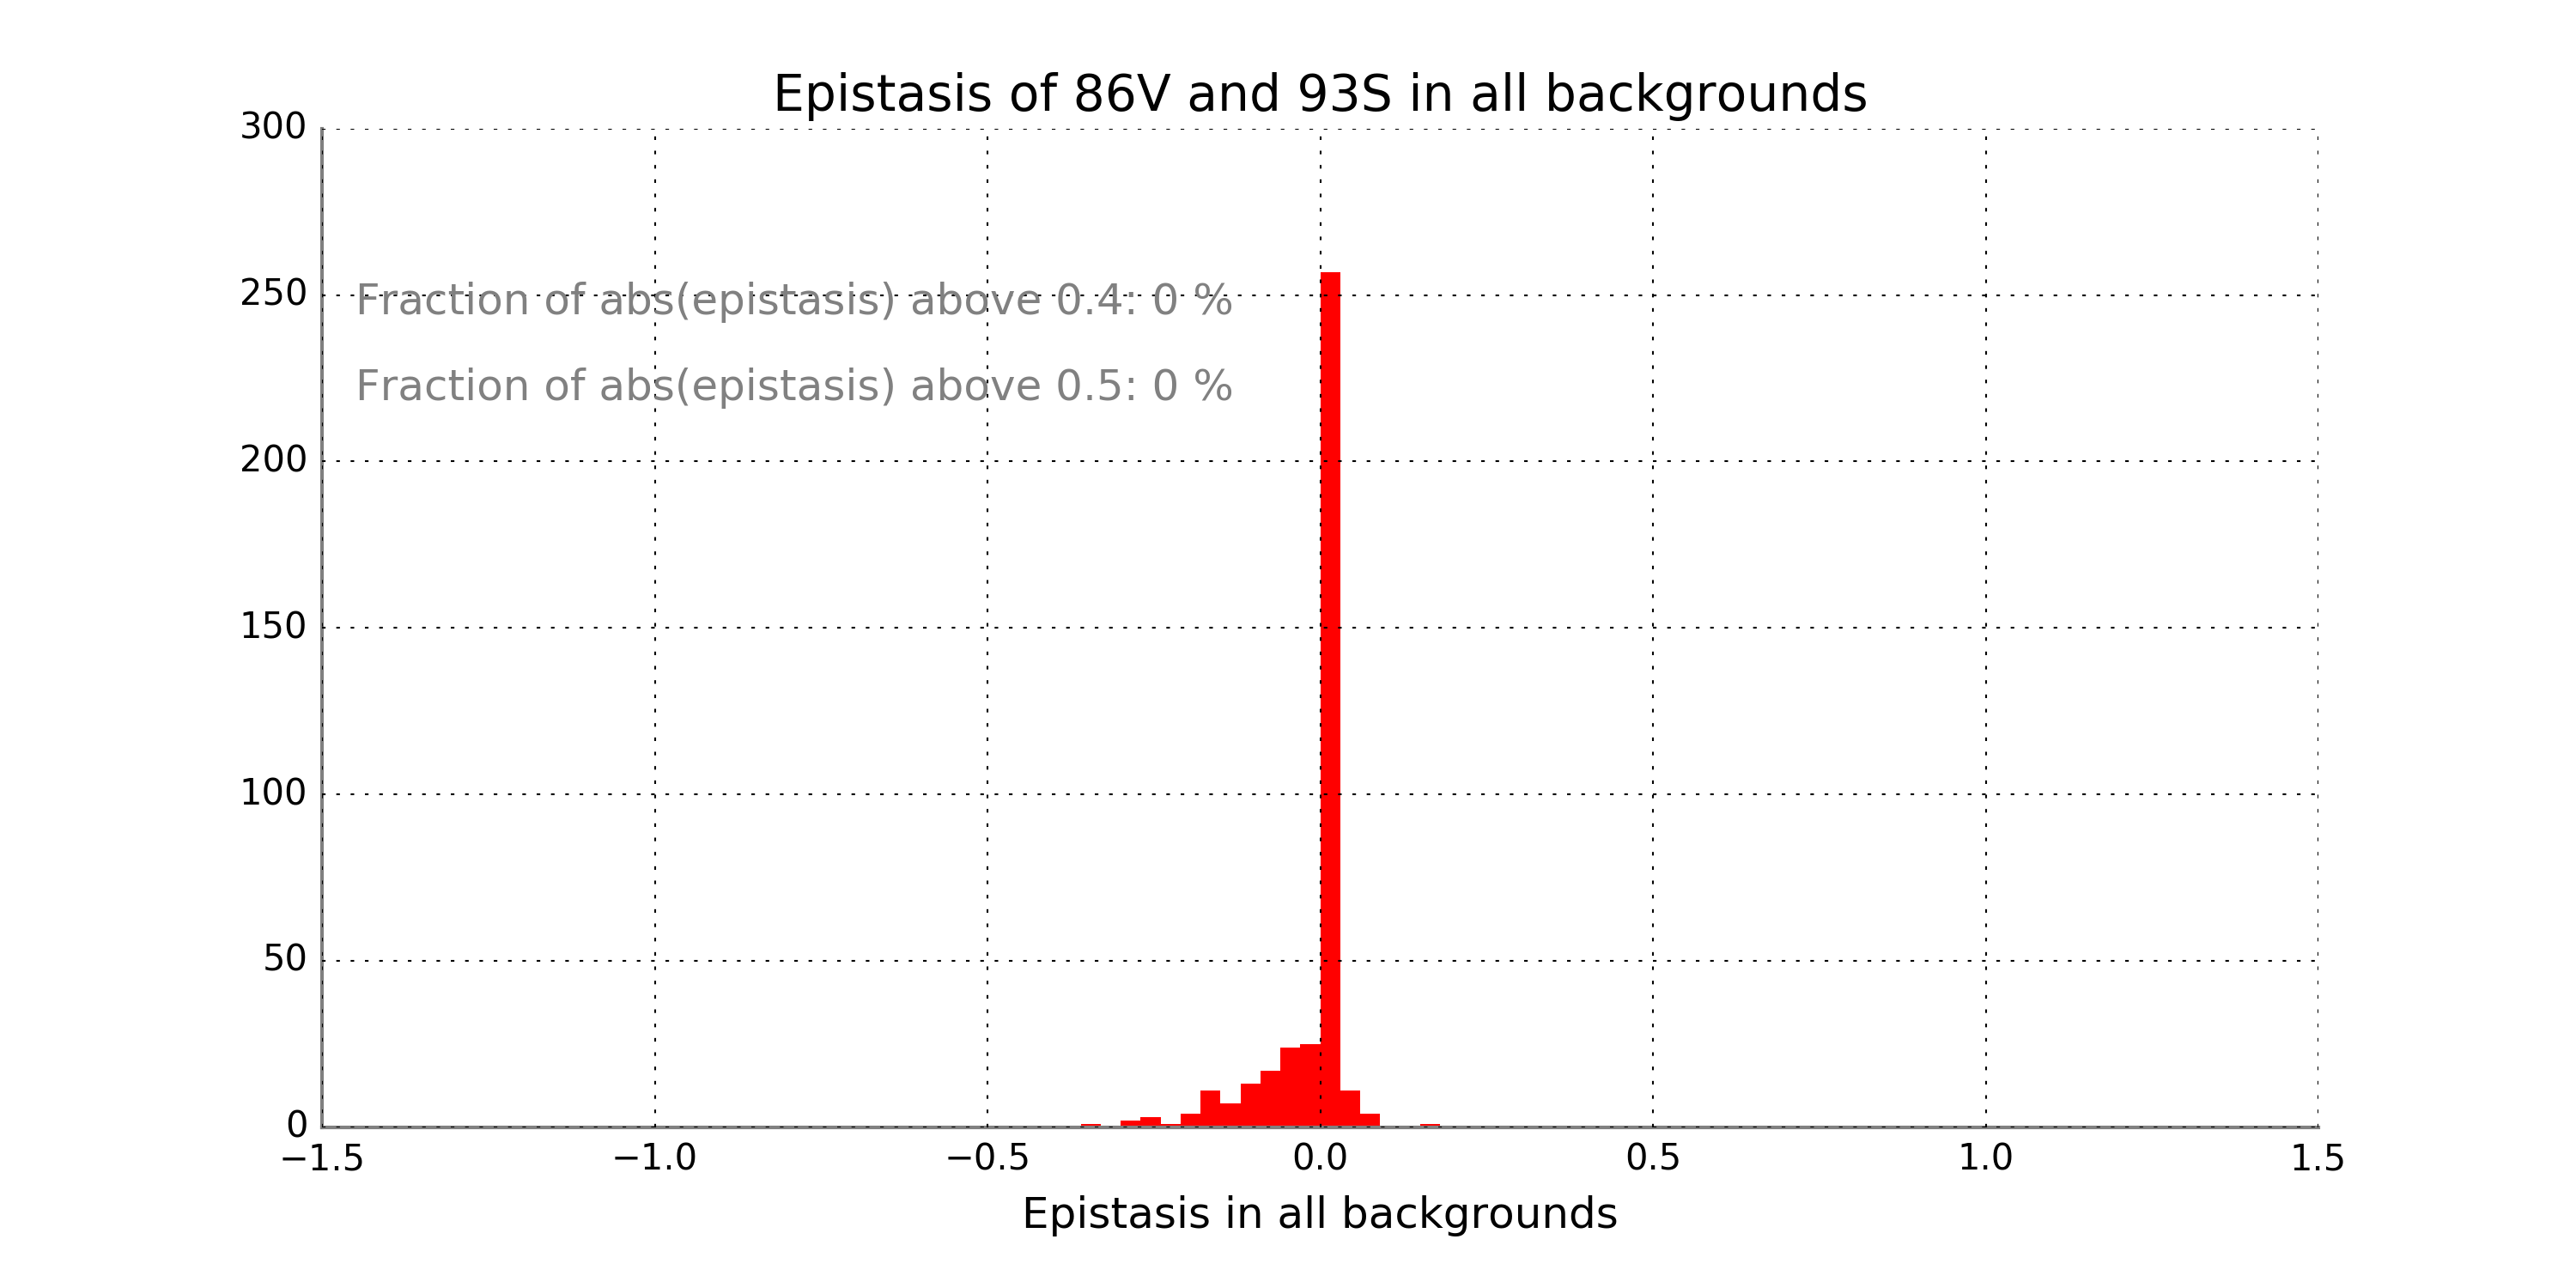 Epistasis of 86V and 93S in all backgrounds
300
250
Fraction of abs(epistasis) above 0.4: 0 %
Fraction of abs(epistasis) above 0.5: 0 %
200
150
100
50
0
−1.5 −1.0 −0.5 0.0 0.5 1.0 1.5
Epistasis in all backgrounds